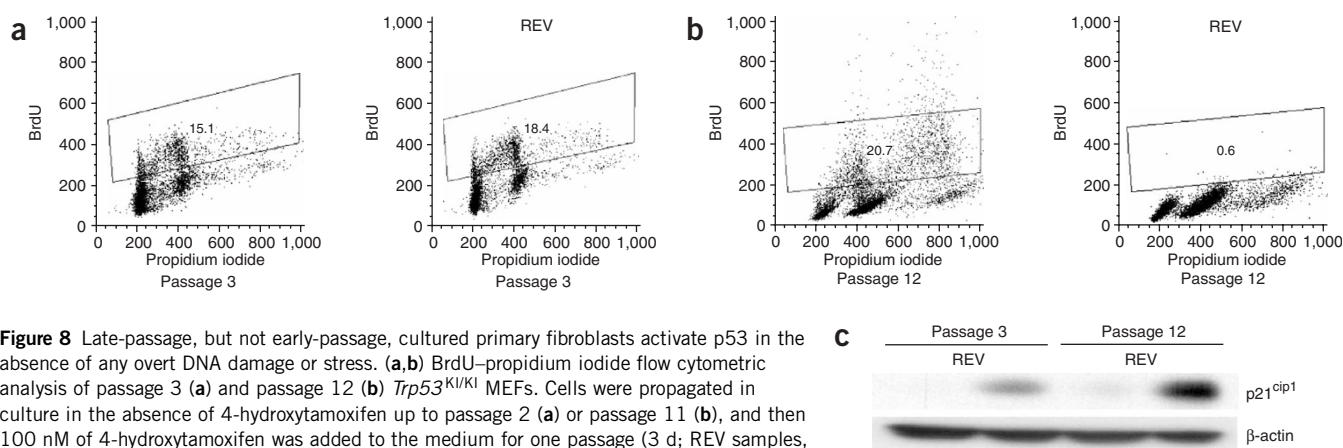 a
1,000
800
600
400
200
0
BrdU
15.1
0 200 400 600 800 1,000
Propidium iodide
Passage 3
REV
1,000
800
600
400
200
0
BrdU
18.4
0 200 400 600 800 1,000
Propidium iodide
Passage 3
b
1,000
800
600
400
200
0
BrdU
20.7
0 200 400 600 800 1,000
Propidium iodide
Passage 12
REV
1,000
800
600
400
200
0
BrdU
0.6
0 200 400 600 800 1,000
Propidium iodide
Passage 12
Figure 8 Late-passage, but not early-passage, cultured primary fibroblasts activate p53 in the
absence of any overt DNA damage or stress. (a,b) BrdU–propidium iodide flow cytometric
analysis of passage 3 (a) and passage 12 (b) Trp53KI/KI MEFs. Cells were propagated in
culture in the absence of 4-hydroxytamoxifen up to passage 2 (a) or passage 11 (b), and then
100 nM of 4-hydroxytamoxifen was added to the medium for one passage (3 d; REV samples,
c
Passage 3 Passage 12
REV REV
p21cip1
β-actin